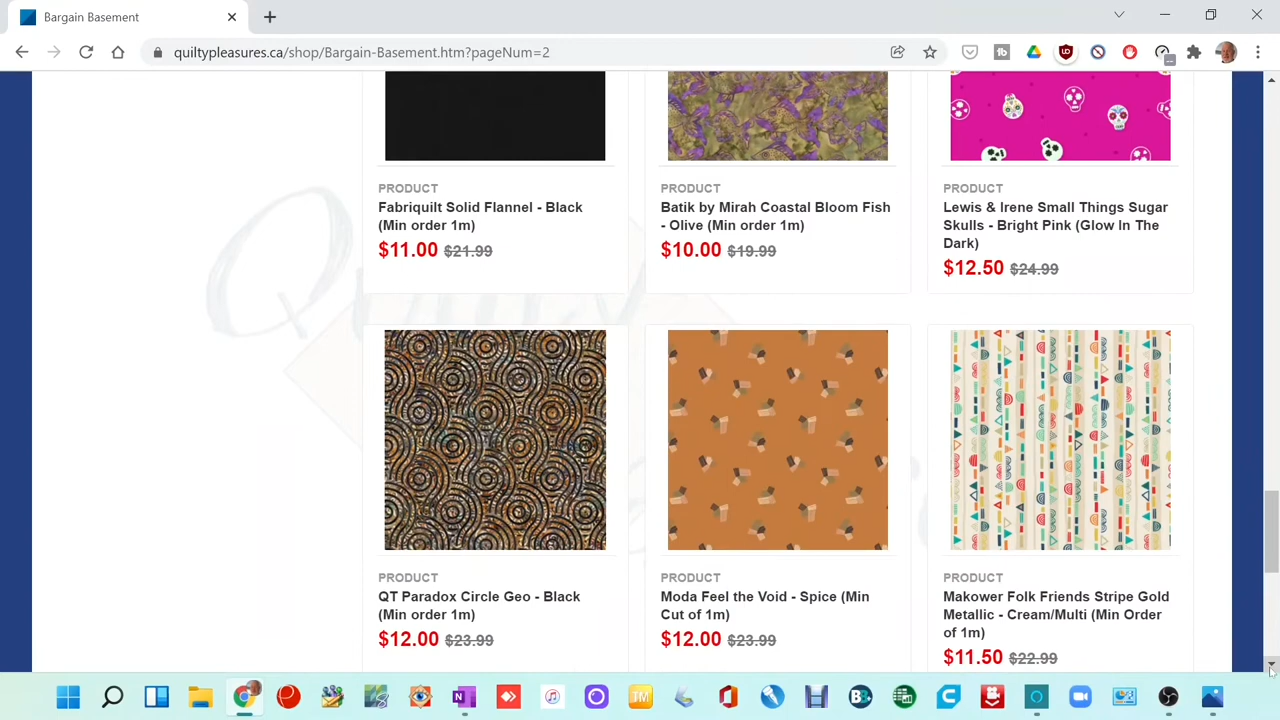 Bargain Basement
quiltypleasures.ca/shop/Bargain-Basement.htm?pageNum=2
PRODUCT
Fabriquilt Solid Flannel - Black
(Min order 1m)
$11.00 $21.99
PRODUCT
Batik by Mirah Coastal Bloom Fish
- Olive (Min order 1m)
$10.00 $19.99
PRODUCT
Lewis & Irene Small Things Sugar
Skulls - Bright Pink (Glow In The
Dark)
$12.50 $24.99
PRODUCT
QT Paradox Circle Geo - Black
(Min order 1m)
$12.00 $23.99
PRODUCT
Moda Feel the Void - Spice (Min
Cut of 1m)
$12.00 $23.99
PRODUCT
Makower Folk Friends Stripe Gold
Metallic - Cream/Multi (Min Order
of 1m)
$11.50 $22.99